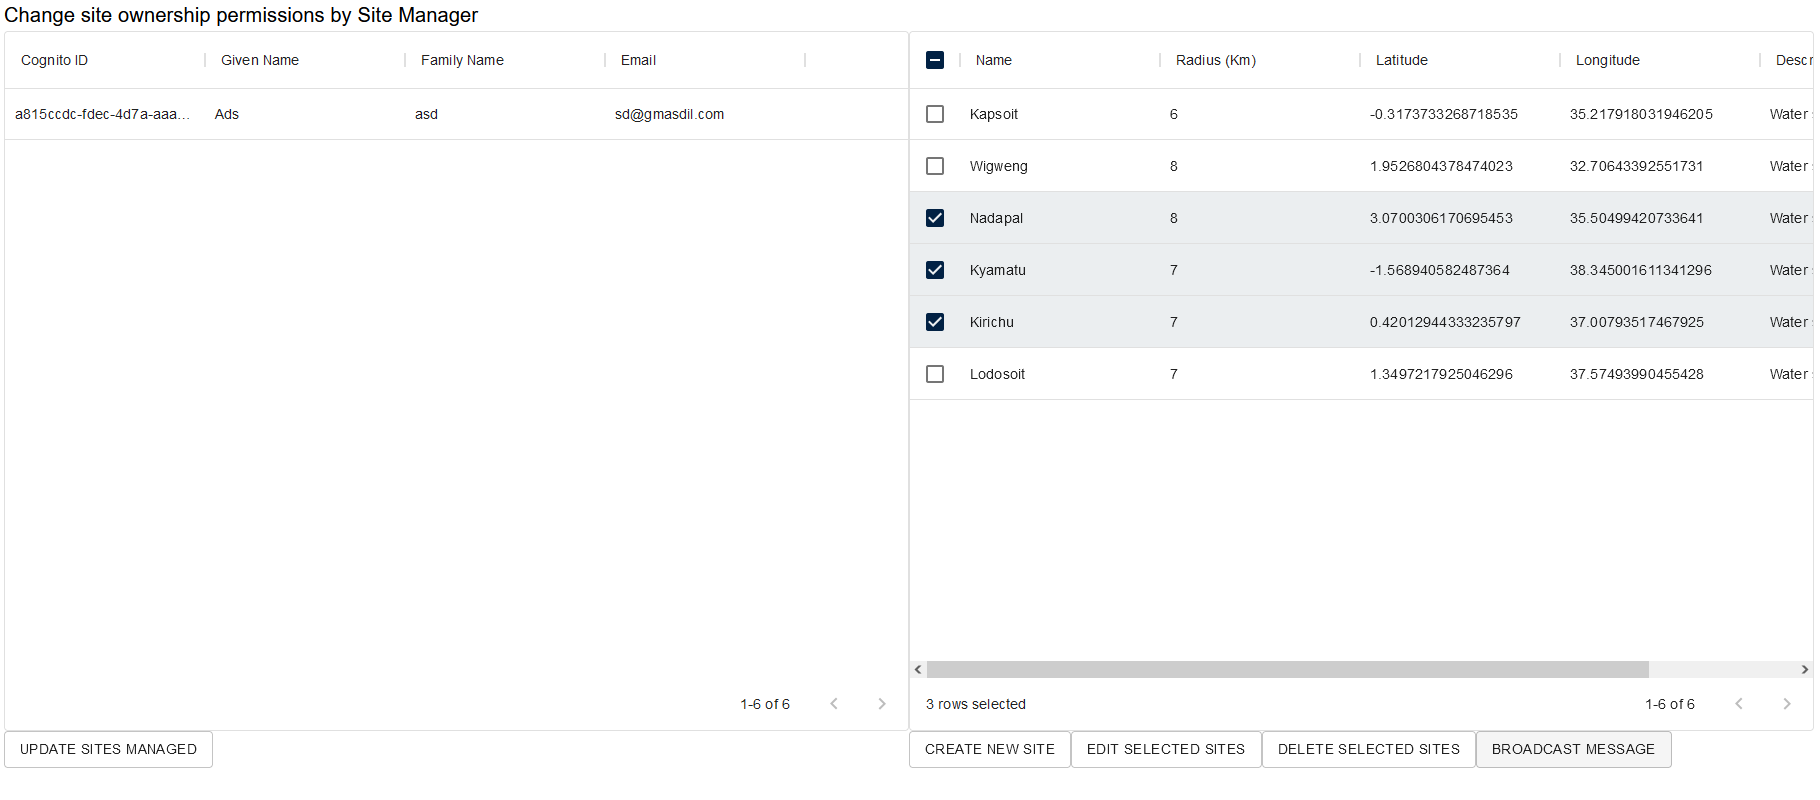 Change site ownership permissions by Site Manager
Cognito ID Given Name Family Name Email
a815ccdc-fdec-4d7a-aaa... Ads asd sd@gmasdil.com
1-6 of 6
UPDATE SITES MANAGED
Name Radius (Km) Latitude Longitude Descr
Kapsoit 6 -0.3173733268718535 35.217918031946205 Water
Wigweng 8 1.9526804378474023 32.70643392551731 Water
Nadapal 8 3.0700306170695453 35.50499420733641 Water
Kyamatu 7 -1.568940582487364 38.345001611341296 Water
Kirichu 7 0.42012944333235797 37.00793517467925 Water
Lodosoit 7 1.3497217925046296 37.57493990455428 Water
3 rows selected 1-6 of 6
CREATE NEW SITE EDIT SELECTED SITES DELETE SELECTED SITES BROADCAST MESSAGE